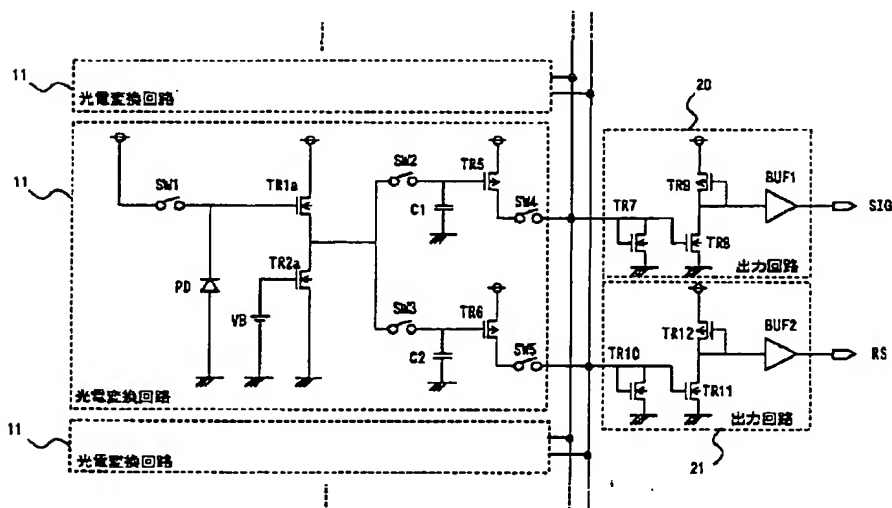 11
光電変換回路
20
11
SW1
TR1a
SW2
TR5
C1
SW4
TR7
TR9
BUF1
SIG
TR8
出力回路
PD
TR2a
VB
SW3
TR6
C2
SW5
TR10
TR12
BUF2
RS
TR11
出力回路
光電変換回路
11
光電変換回路
21